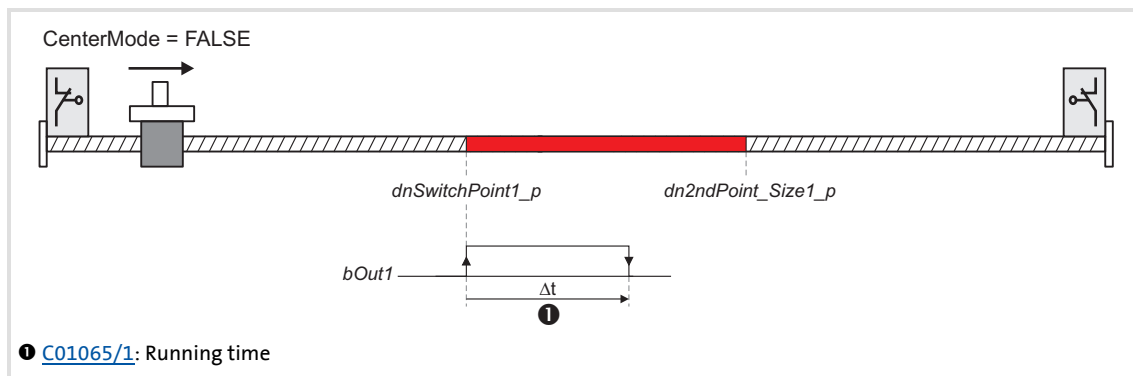 CenterMode = FALSE
dnSwitchPoint1_p
dn2ndPoint_Size1_p
bOut1
Δt
❶
❶ C01065/1: Running time